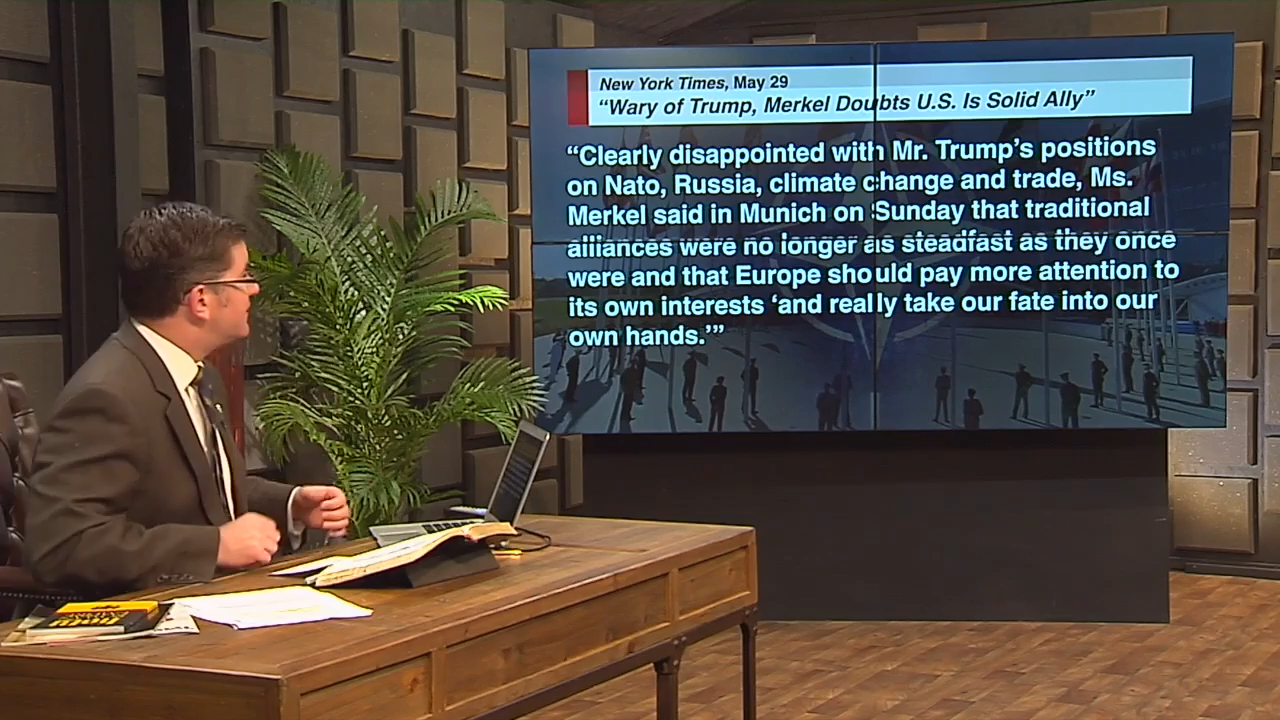 New York Times, May 29
“Wary of Trump, Merkel Doubts U.S. Is Solid Ally”
“Clearly disappointed with Mr. Trump’s positions
on Nato, Russia, climate change and trade, Ms.
Merkel said in Munich on Sunday that traditional
alliances were no longer as steadfast as they once
were and that Europe should pay more attention to
its own interests ‘and really take our fate into our
own hands.’”